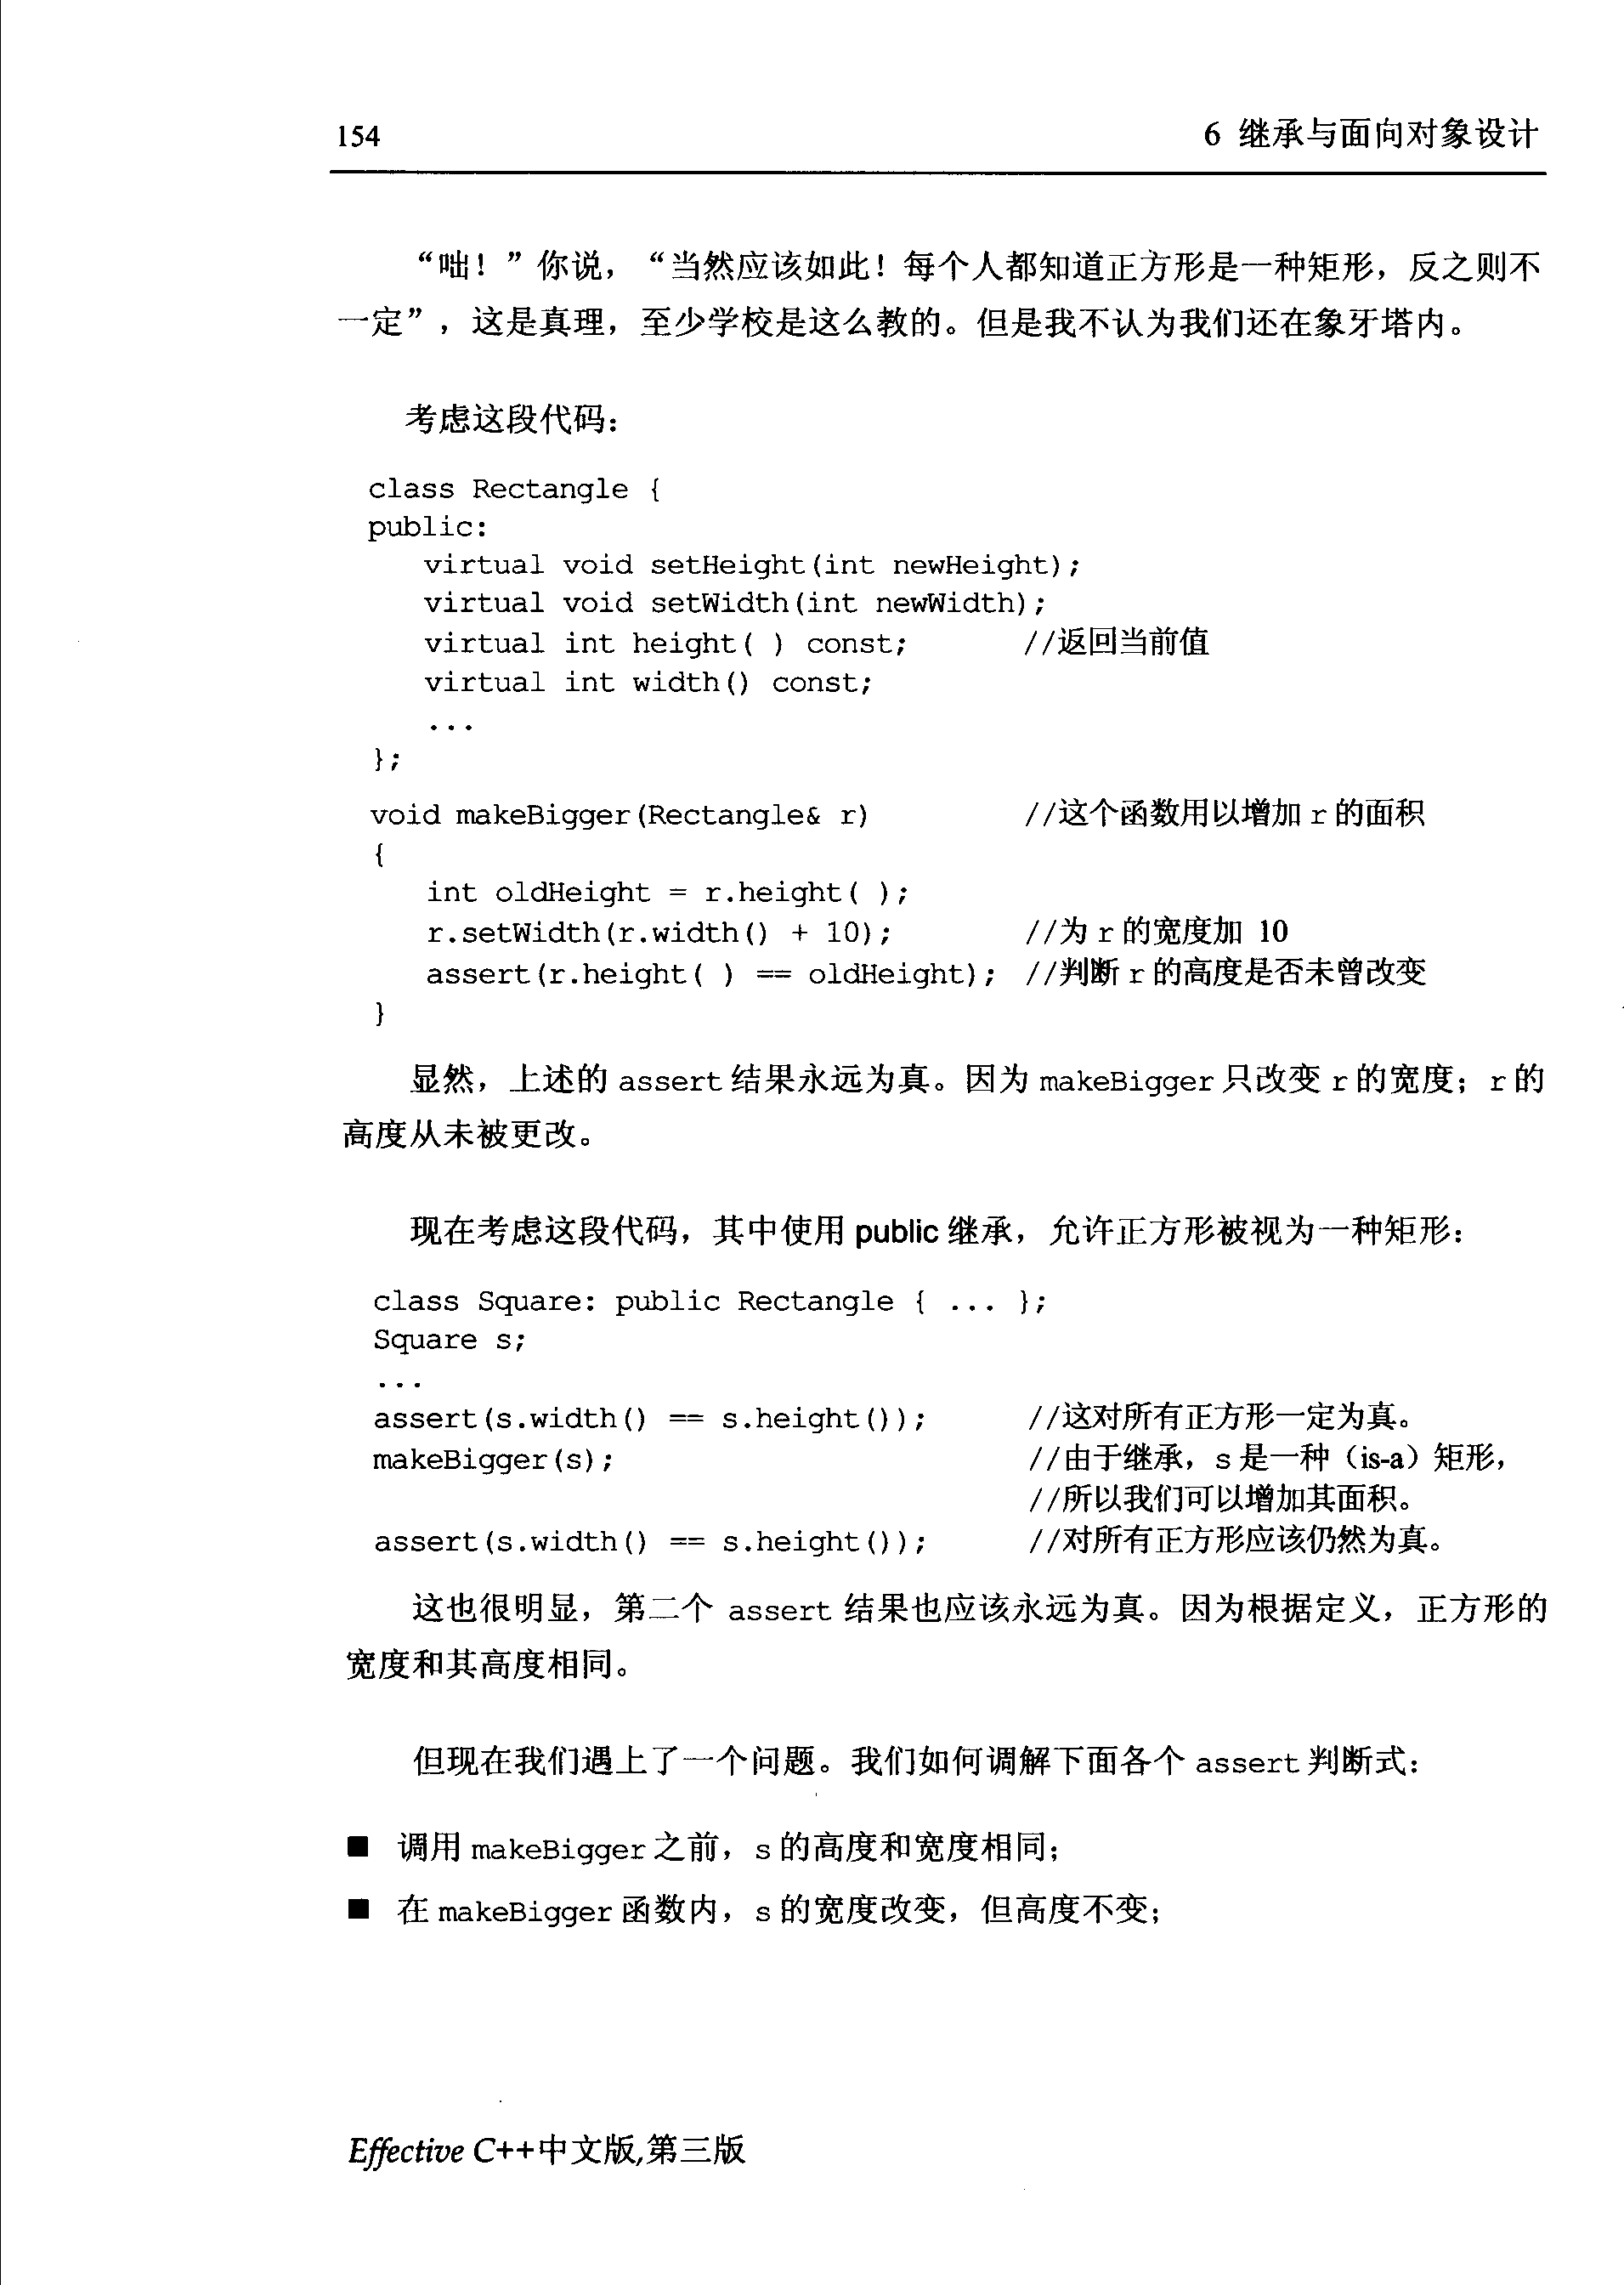 154
6 继承与面向对象设计
“咄！”你说，“当然应该如此！每个人都知道正方形是一种矩形，反之则不
一定”，这是真理，至少学校是这么教的。但是我不认为我们还在象牙塔内。
考虑这段代码：
class Rectangle {
public:
virtual void setHeight(int newHeight);
virtual void setWidth(int newWidth);
virtual int height( ) const; //返回当前值
virtual int width() const;
...
};
void makeBigger(Rectangle& r) //这个函数用以增加 r 的面积
{
int oldHeight = r.height( );
r.setWidth(r.width() + 10); //为 r 的宽度加 10
assert(r.height( ) == oldHeight); //判断 r 的高度是否未曾改变
}
显然，上述的 assert 结果永远为真。因为 makeBigger 只改变 r 的宽度；r 的
高度从未被更改。
现在考虑这段代码，其中使用 public 继承，允许正方形被视为一种矩形：
class Square: public Rectangle { ... };
Square s;
...
assert(s.width() == s.height()); //这对所有正方形一定为真。
makeBigger(s); //由于继承，s 是一种（is-a）矩形，
//所以我们可以增加其面积。
assert(s.width() == s.height()); //对所有正方形应该仍然为真。
这也很明显，第二个 assert 结果也应该永远为真。因为根据定义，正方形的
宽度和其高度相同。
但现在我们遇上了一个问题。我们如何调解下面各个 assert 判断式：
■ 调用 makeBigger 之前，s 的高度和宽度相同；
■ 在 makeBigger 函数内，s 的宽度改变，但高度不变；
Effective C++中文版,第三版